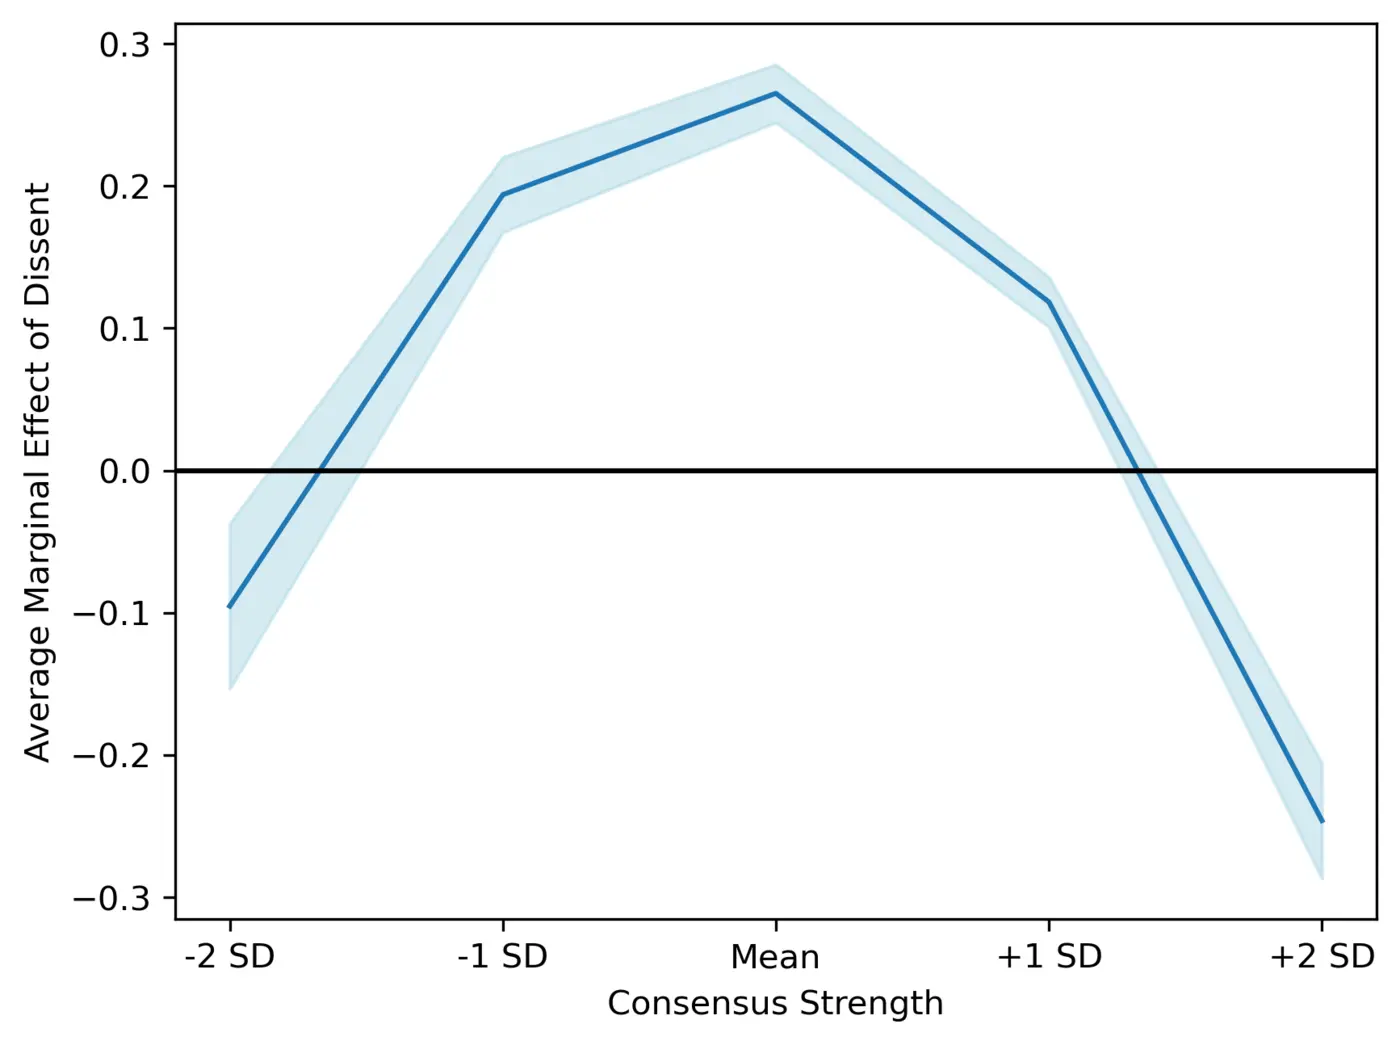 0.3
0.2
0.1
0.0
−0.1
−0.2
−0.3
Average Marginal Effect of Dissent
-2 SD
-1 SD
Mean
+1 SD
+2 SD
Consensus Strength